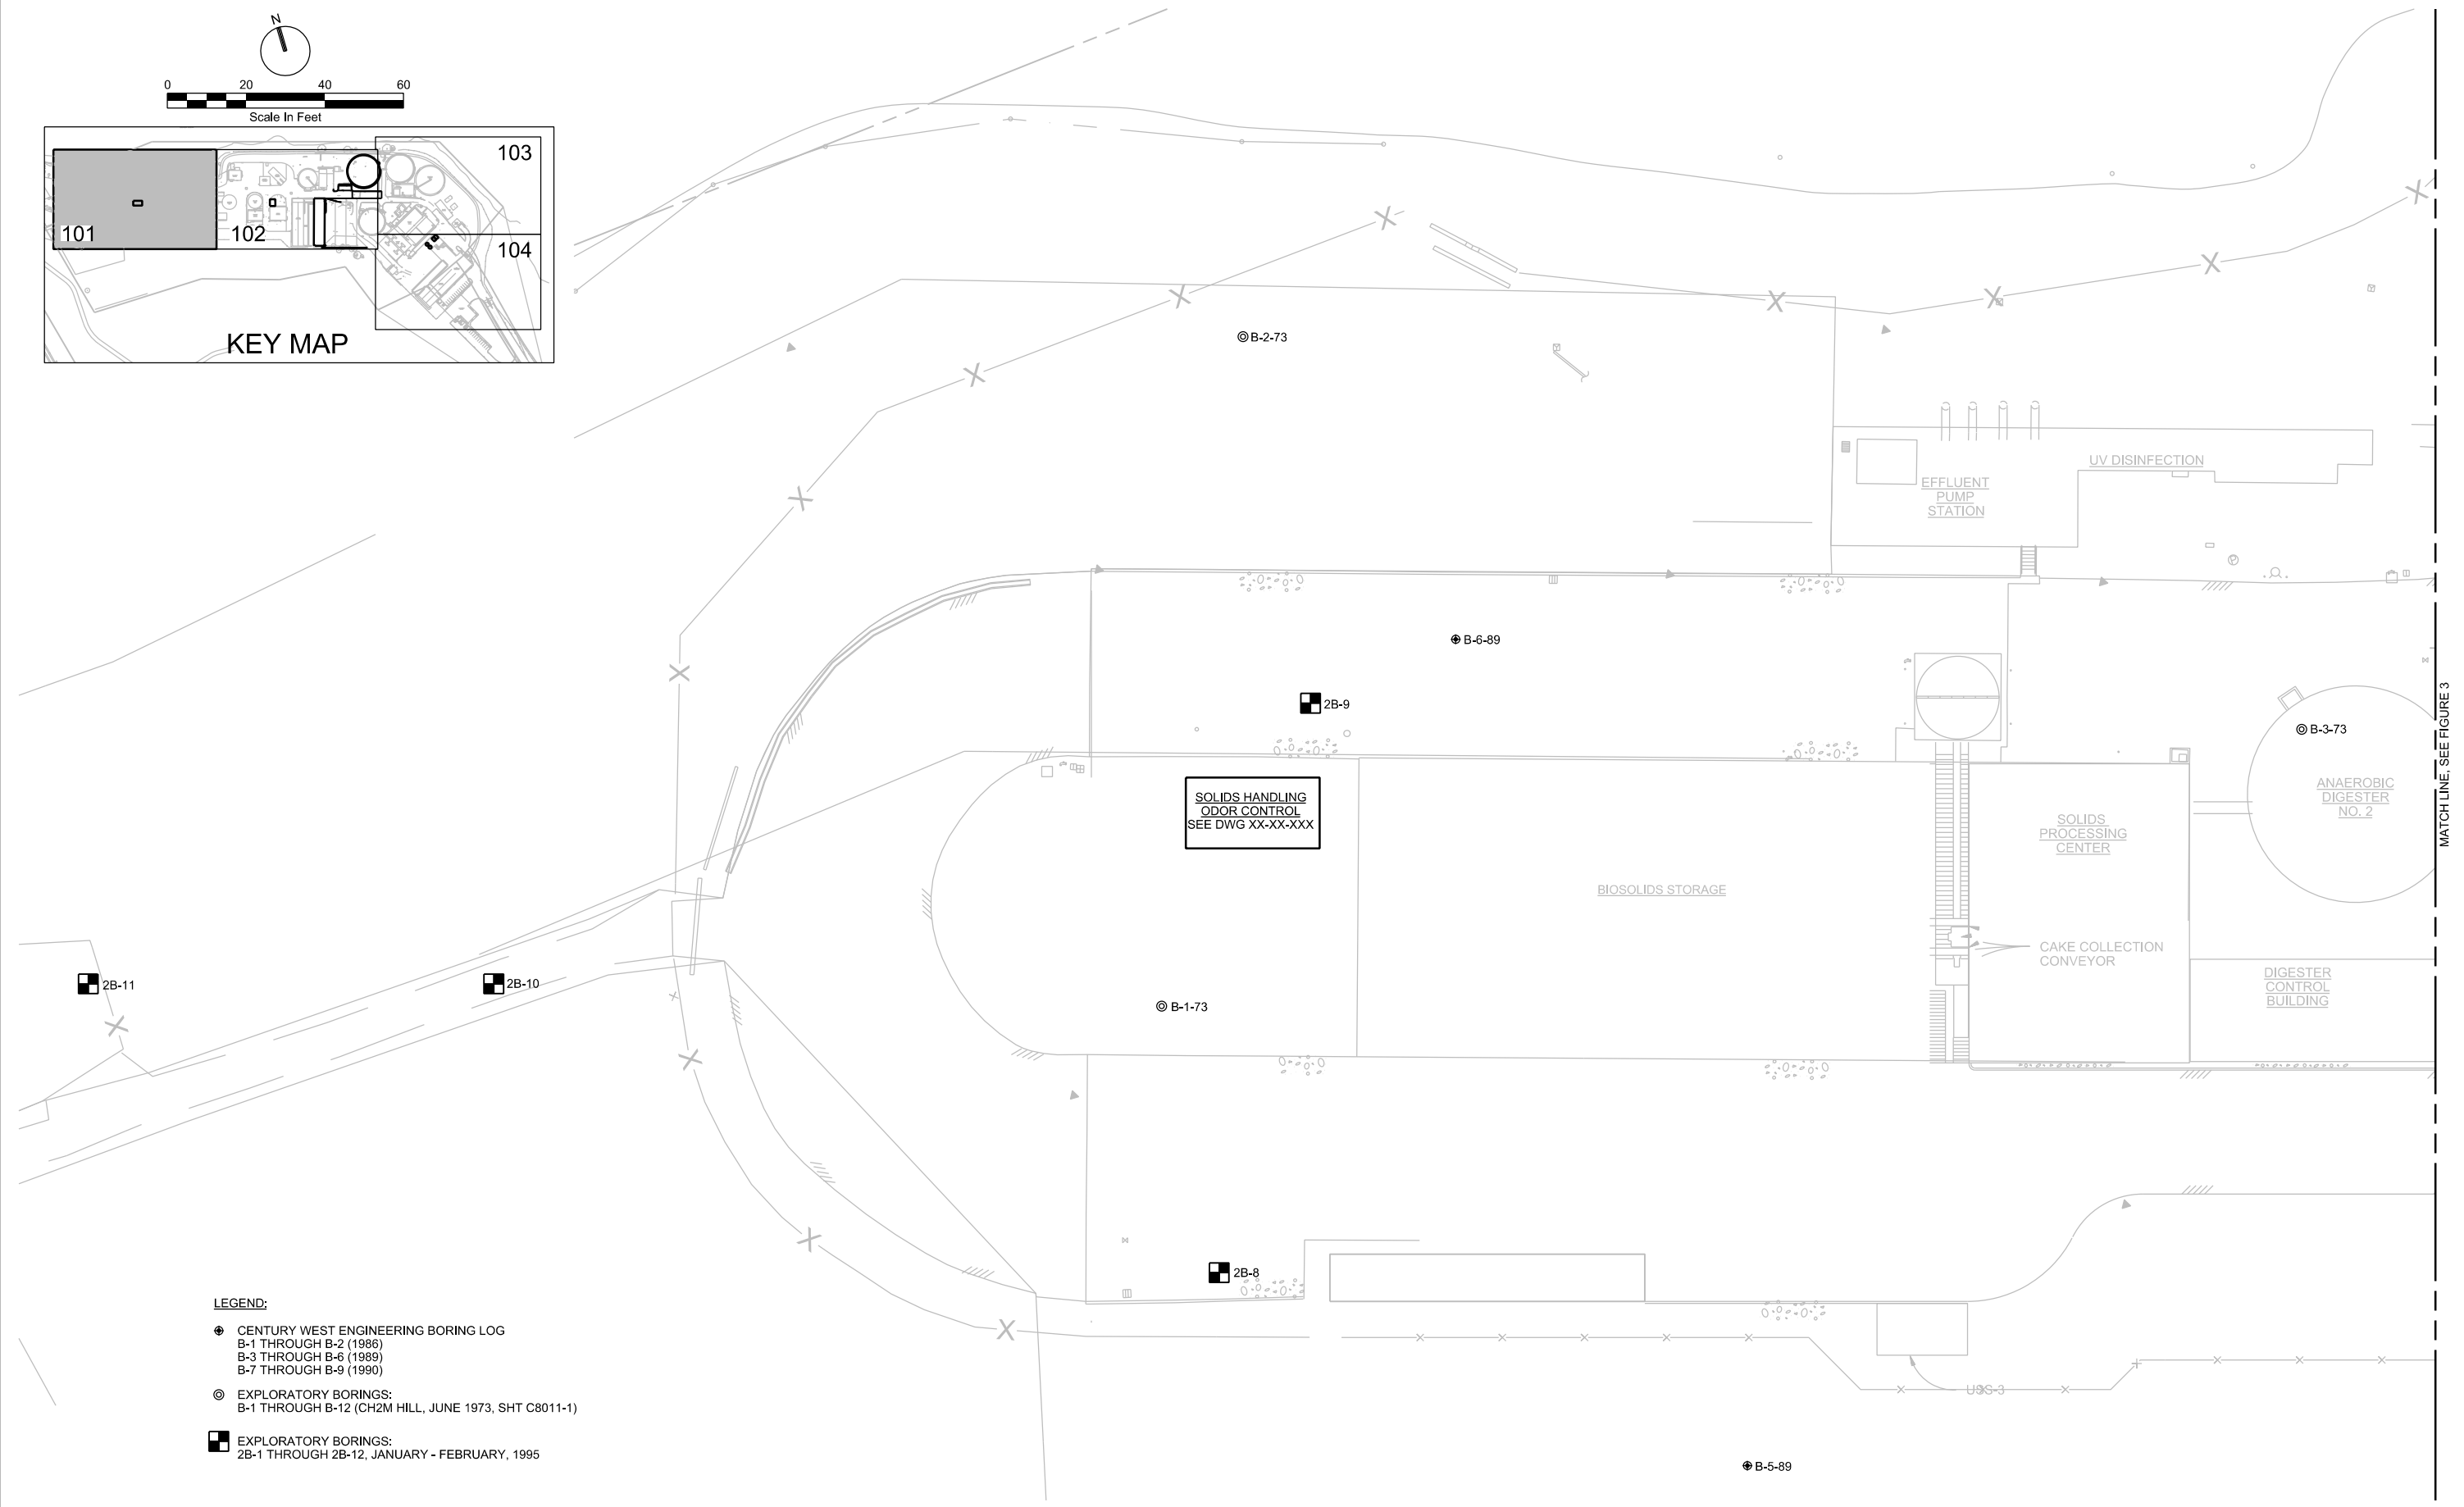 N
0 20 40 60
Scale In Feet
103
101
102
104
KEY MAP
B-2-73
UV DISINFECTION
EFFLUENT
PUMP
STATION
B-6-89
2B-9
B-3-73
MATCH LINE, SEE FIGURE 3
SOLIDS HANDLING
ODOR CONTROL
SEE DWG XX-XX-XXX
ANAEROBIC
DIGESTER
NO. 2
SOLIDS
PROCESSING
CENTER
BIOSOLIDS STORAGE
CAKE COLLECTION
CONVEYOR
DIGESTER
CONTROL
BUILDING
2B-11
2B-10
B-1-73
2B-8
LEGEND:
CENTURY WEST ENGINEERING BORING LOG
B-1 THROUGH B-2 (1986)
B-3 THROUGH B-6 (1989)
B-7 THROUGH B-9 (1990)
EXPLORATORY BORINGS:
B-1 THROUGH B-12 (CH2M HILL, JUNE 1973, SHT C8011-1)
EXPLORATORY BORINGS:
2B-1 THROUGH 2B-12, JANUARY - FEBRUARY, 1995
B-5-89